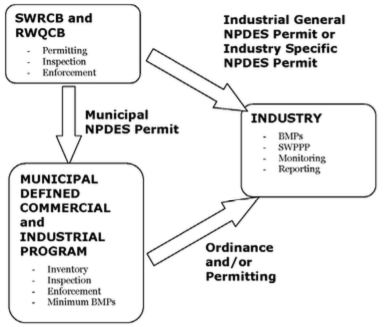 SWRCB and
RWQCB
- Permitting
- Inspection
- Enforcement
Industrial General
NPDES Permit or
Industry Specific
NPDES Permit
Municipal
NPDES Permit
INDUSTRY
- BMPs
- SWPPP
- Monitoring
- Reporting
MUNICIPAL
DEFINED
COMMERCIAL
and
INDUSTRIAL
PROGRAM
- Inventory
- Inspection
- Enforcement
- Minimum BMPs
Ordinance
and/or
Permitting